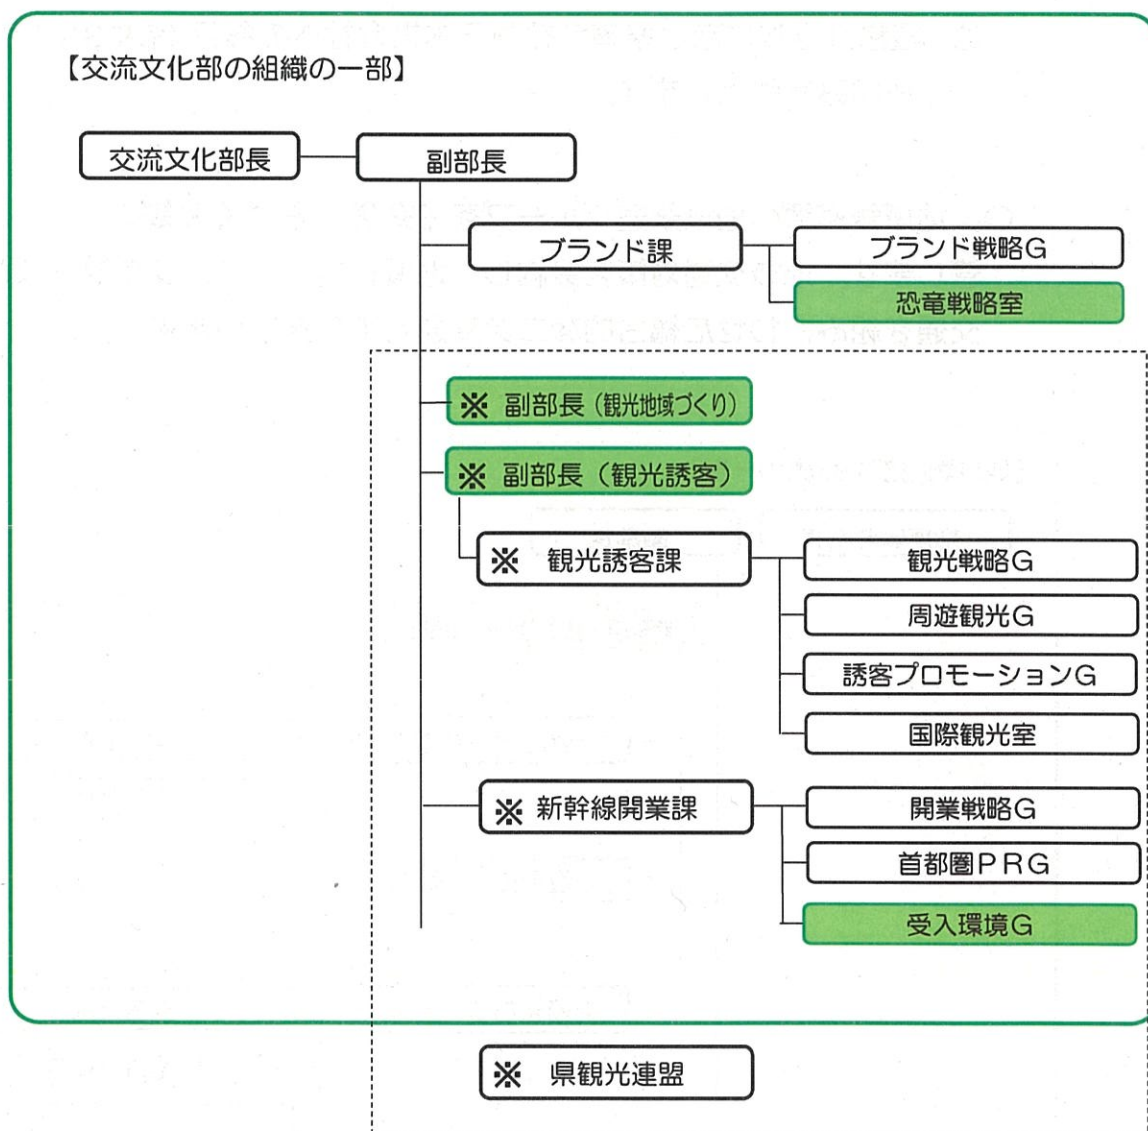 【交流文化部の組織の一部】
交流文化部長
副部長
ブランド課
ブランド戦略G
恐竜戦略室
※ 副部長(観光地域づくり)
※ 副部長(観光誘客)
※ 観光誘客課
観光戦略G
周遊観光G
誘客プロモーションG
国際観光室
※ 新幹線開業課
開業戦略G
首都圏PRG
受入環境G
※ 県観光連盟